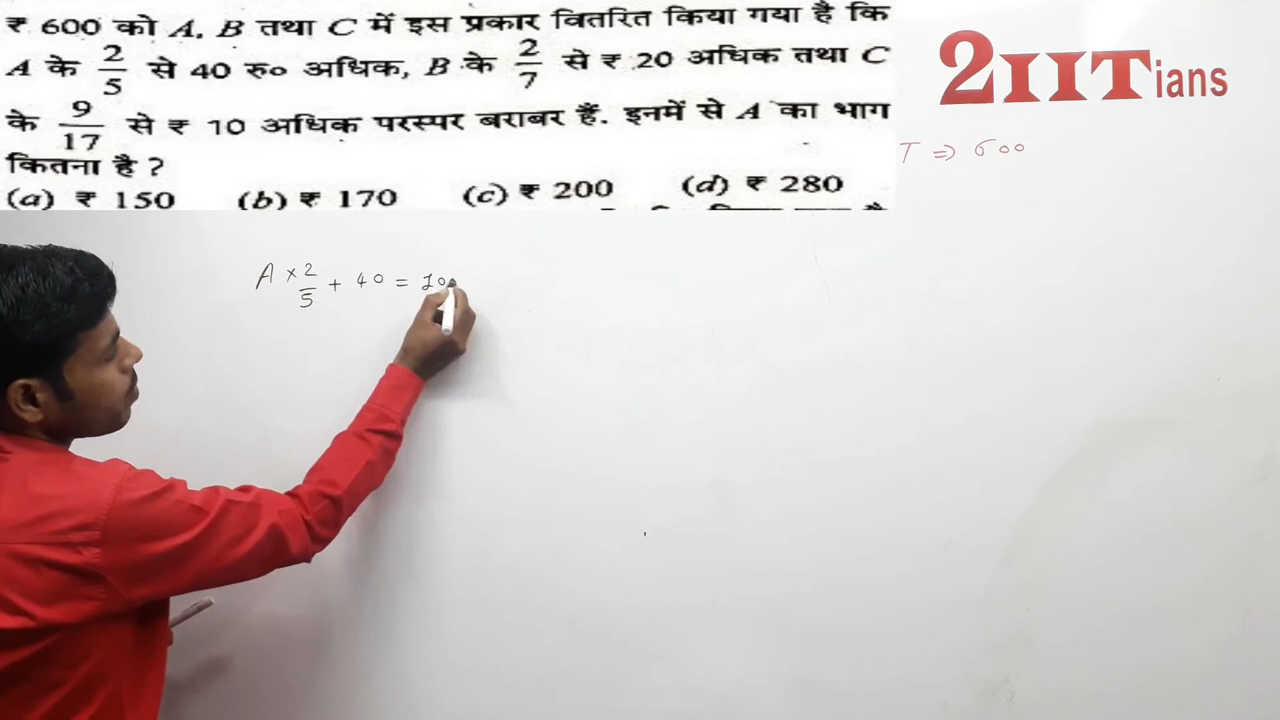 ₹ 600 को A, B तथा C में इस प्रकार वितरित किया गया है कि
A के 2/5 से 40 रु० अधिक, B के 2/7 से ₹ 20 अधिक तथा C
के 9/17 से ₹ 10 अधिक परस्पर बराबर हैं. इनमें से A का भाग
कितना है ?
(a) ₹ 150 (b) ₹ 170 (c) ₹ 200 (d) ₹ 280
2IITians
T ⇒ 600
A × 2/5 + 40 = 100